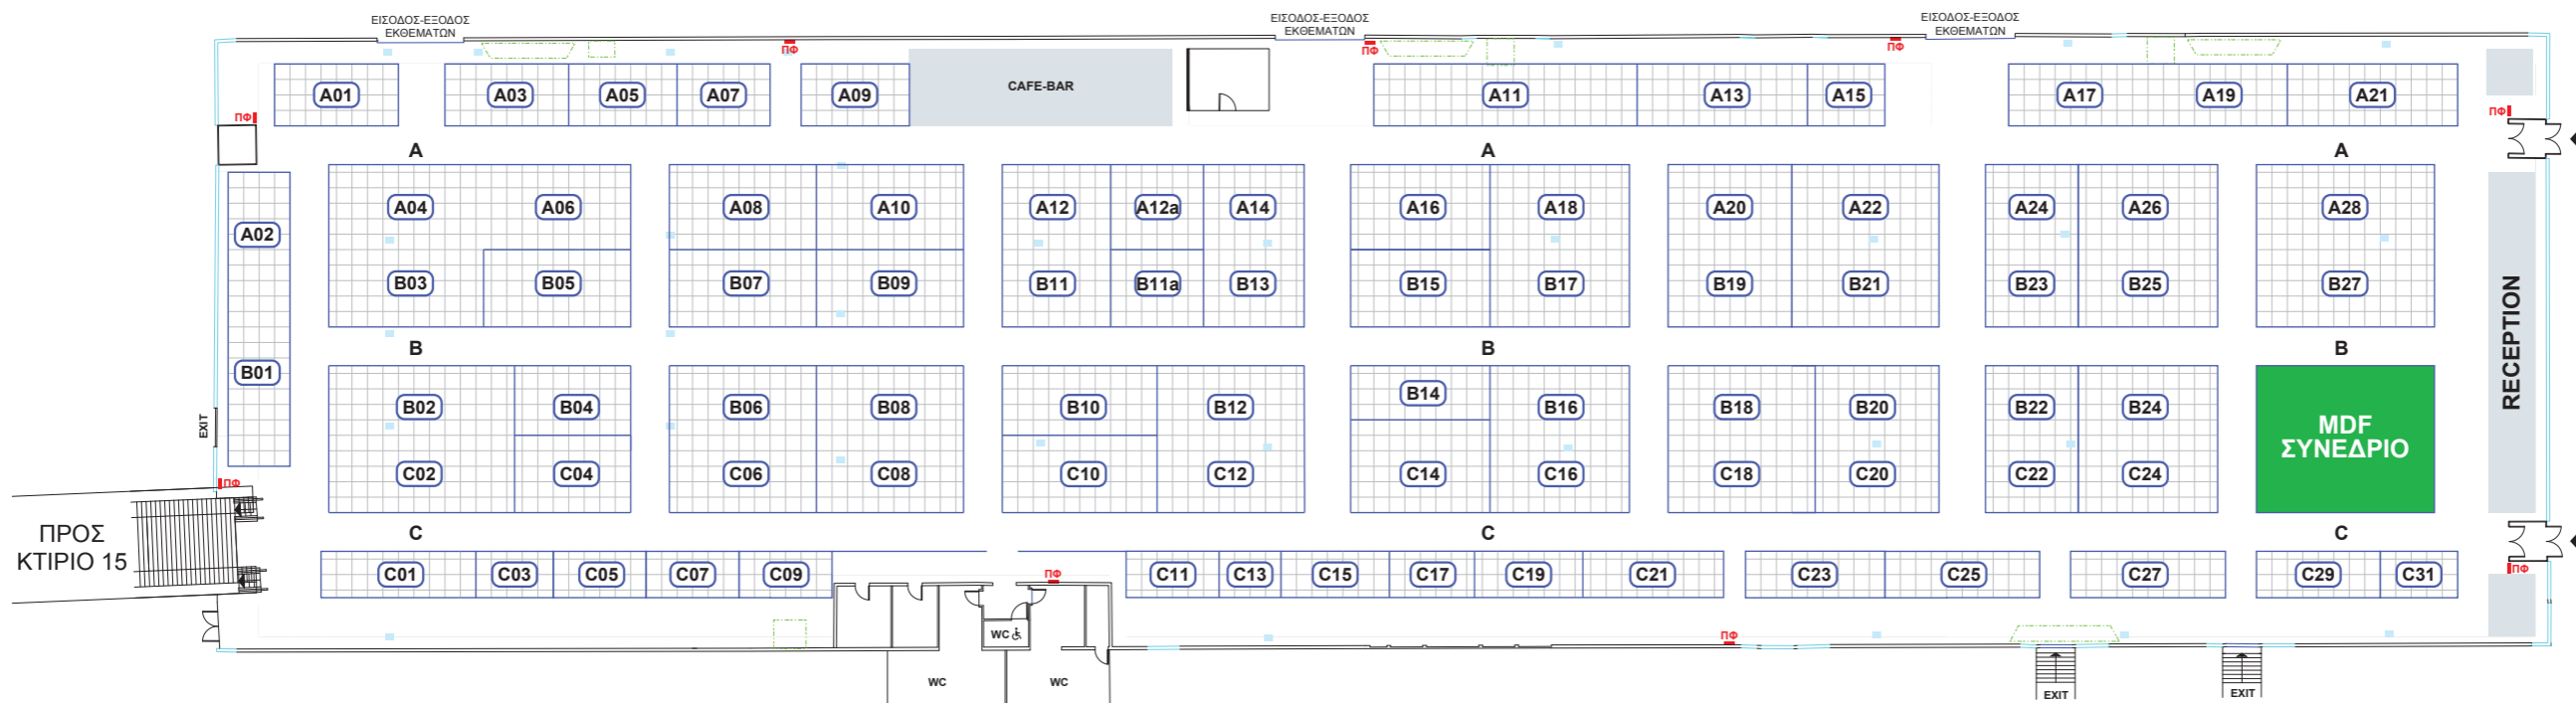 ΕΙΣΟΔΟΣ-ΕΞΟΔΟΣ
ΕΚΘΕΜΑΤΩΝ
ΕΙΣΟΔΟΣ-ΕΞΟΔΟΣ
ΕΚΘΕΜΑΤΩΝ
ΕΙΣΟΔΟΣ-ΕΞΟΔΟΣ
ΕΚΘΕΜΑΤΩΝ
ΠΦ
ΠΦ
ΠΦ
A01 A03 A05 A07 A09 CAFE-BAR A11 A13 A15 A17 A19 A21
ΠΦ
ΠΦ
A A A
A02
A04 A06 A08 A10 A12 A12a A14 A16 A18 A20 A22 A24 A26 A28
B03 B05 B07 B09 B11 B11a B13 B15 B17 B19 B21 B23 B25 B27
RECEPTION
B B B
B01
EXIT
B02 B04 B06 B08 B10 B12 B14 B16 B18 B20 B22 B24
MDF
ΣΥΝΕΔΡΙΟ
C02 C04 C06 C08 C10 C12 C14 C16 C18 C20 C22 C24
ΠΦ
ΠΡΟΣ
ΚΤΙΡΙΟ 15
C C C
C01 C03 C05 C07 C09 C11 C13 C15 C17 C19 C21 C23 C25 C27 C29 C31
ΠΦ
ΠΦ
WC
ΠΦ
WC
WC
EXIT
EXIT